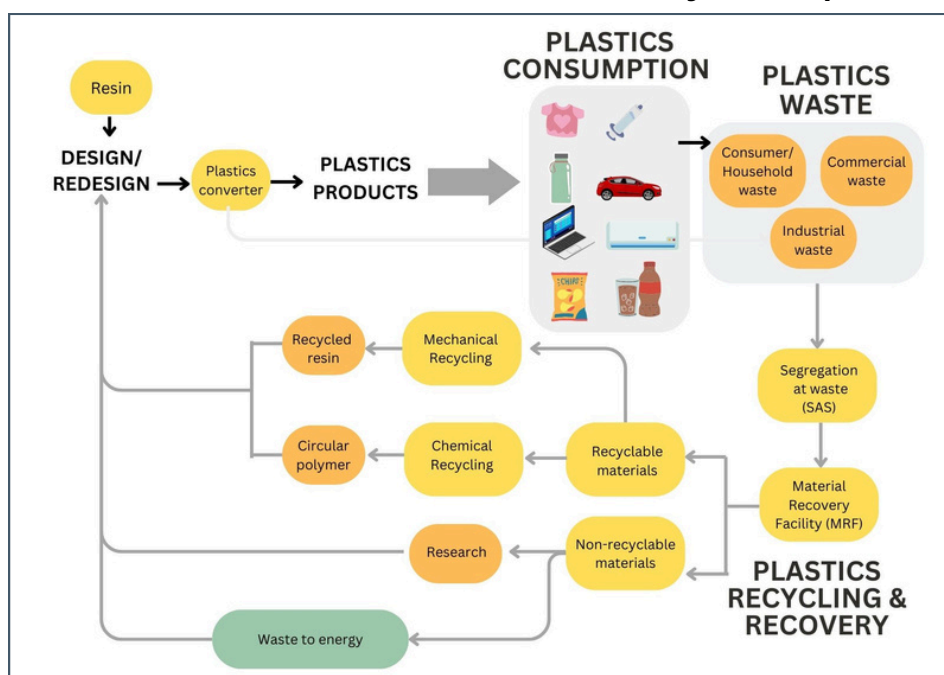 PLASTICS
CONSUMPTION
PLASTICS
WASTE
Resin
DESIGN/
REDESIGN
Plastics
converter
PLASTICS
PRODUCTS
Consumer/
Household
waste
Commercial
waste
Industrial
waste
Recycled
resin
Mechanical
Recycling
Segregation
at waste
(SAS)
Circular
polymer
Chemical
Recycling
Recyclable
materials
Material
Recovery
Facility (MRF)
Research
Non-recyclable
materials
PLASTICS
RECYCLING &
RECOVERY
Waste to energy